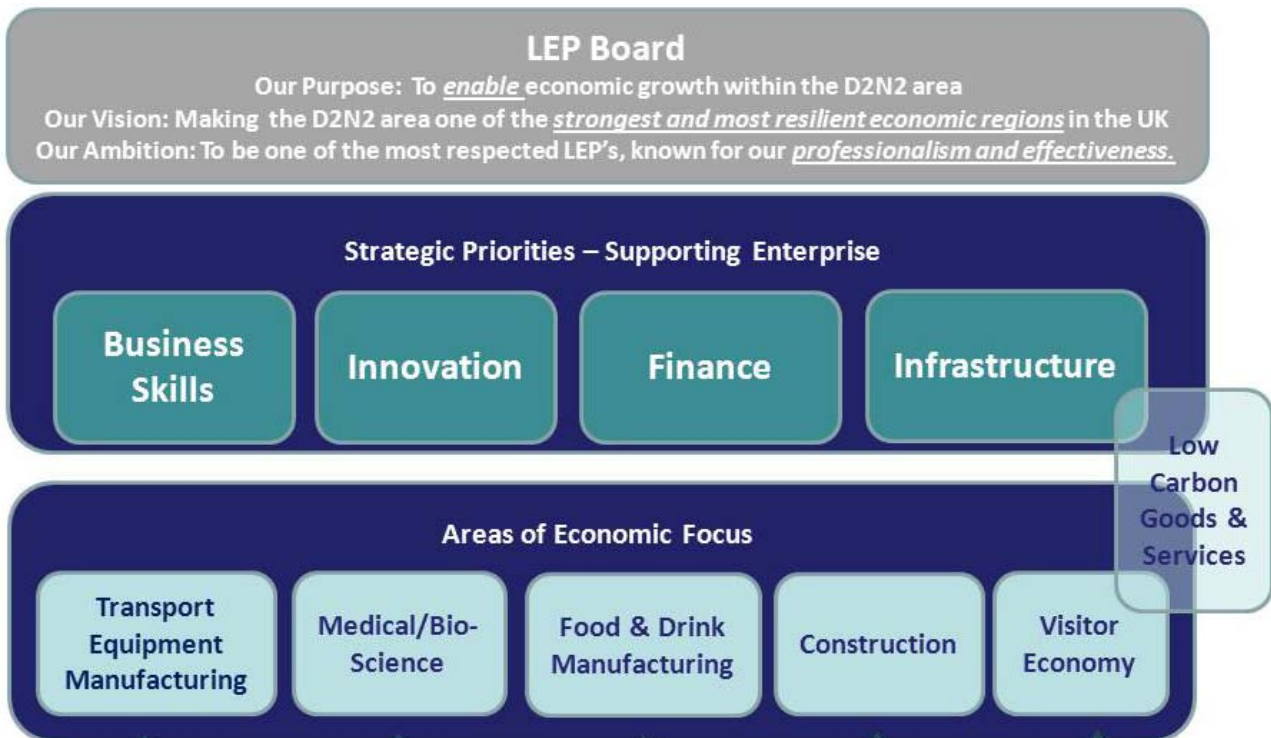 LEP Board
Our Purpose: To enable economic growth within the D2N2 area
Our Vision: Making the D2N2 area one of the strongest and most resilient economic regions in the UK
Our Ambition: To be one of the most respected LEP's, known for our professionalism and effectiveness.
Strategic Priorities – Supporting Enterprise
Business
Skills
Innovation
Finance
Infrastructure
Low
Carbon
Goods &
Services
Areas of Economic Focus
Transport
Equipment
Manufacturing
Medical/Bio-
Science
Food & Drink
Manufacturing
Construction
Visitor
Economy